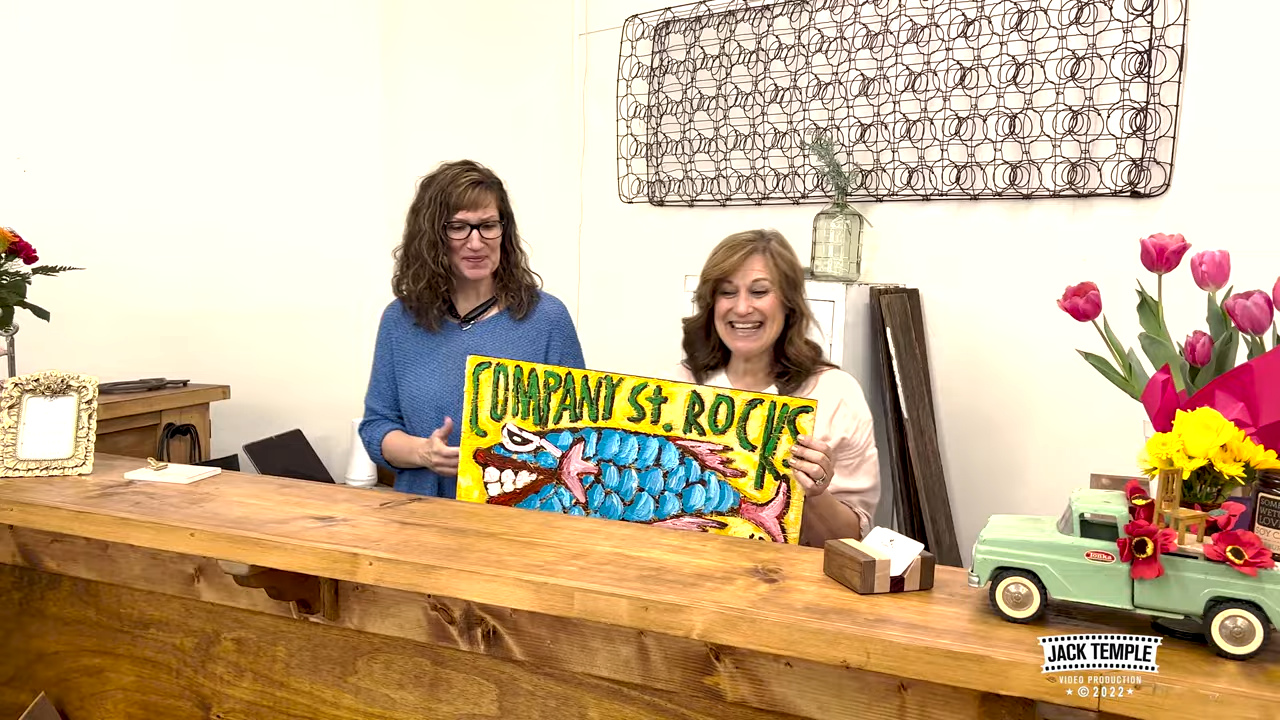 COMPANY St. ROCKS
Tonka
JACK TEMPLE
VIDEO PRODUCTION
★ © 2022 ★